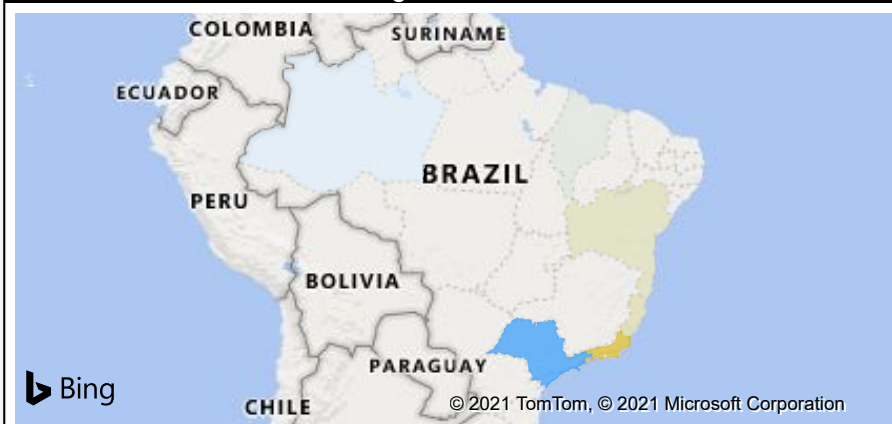 COLOMBIA
SURINAME
ECUADOR
BRAZIL
PERU
BOLIVIA
PARAGUAY
Bing
CHILE
© 2021 TomTom, © 2021 Microsoft Corporation